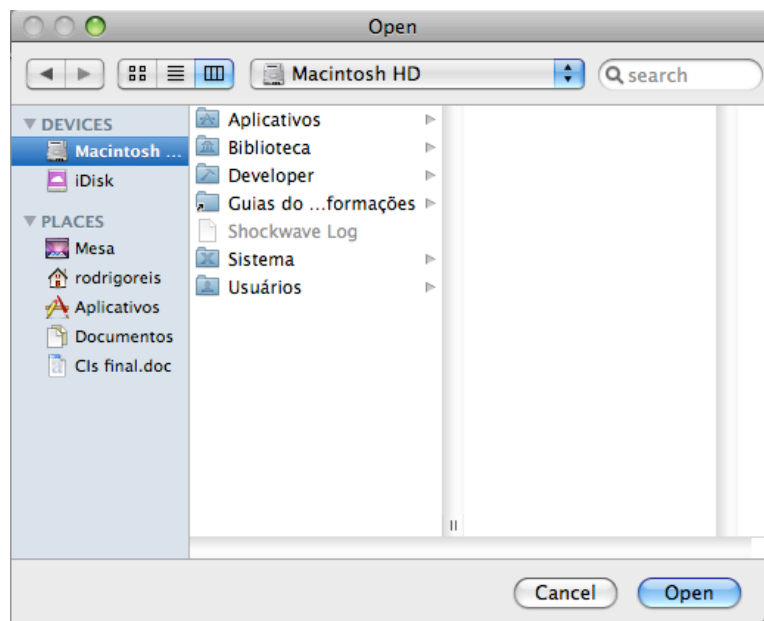 Open
Macintosh HD
search
DEVICES
Macintosh ...
iDisk
PLACES
Mesa
rodrigoreis
Aplicativos
Documentos
CIs final.doc
Aplicativos
Biblioteca
Developer
Guias do ...formações
Shockwave Log
Sistema
Usuários
Cancel
Open